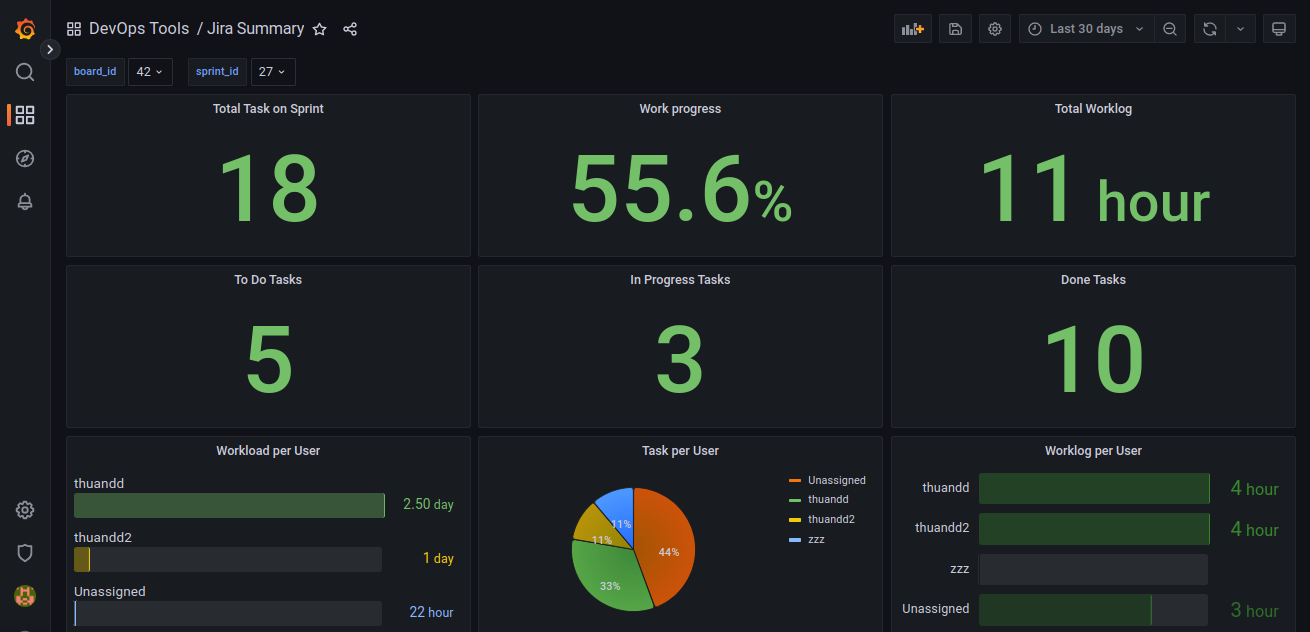 DevOps Tools / Jira Summary
Last 30 days
board_id 42 sprint_id 27
Total Task on Sprint
18
Work progress
55.6%
Total Worklog
11 hour
To Do Tasks
5
In Progress Tasks
3
Done Tasks
10
Workload per User
thuandd
2.50 day
thuandd2
1 day
Unassigned
22 hour
Task per User
11%
11%
44%
33%
Unassigned
thuandd
thuandd2
zzz
Worklog per User
thuandd 4 hour
thuandd2 4 hour
zzz
Unassigned 3 hour